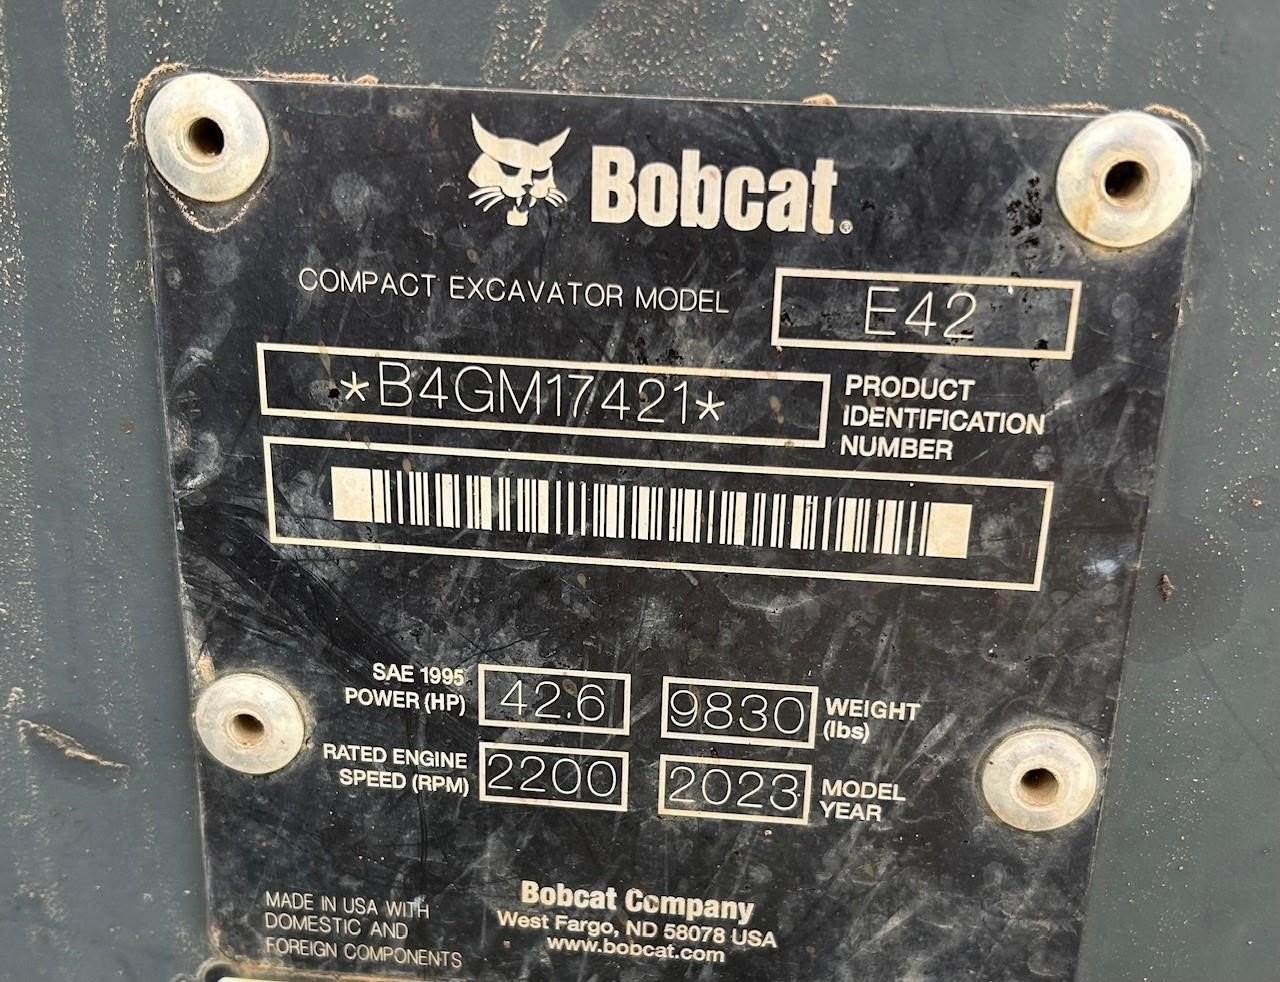 Bobcat®
COMPACT EXCAVATOR MODEL E42
*B4GM17421*
PRODUCT
IDENTIFICATION
NUMBER
SAE 1995
POWER (HP) 42.6
9830 WEIGHT
(lbs)
RATED ENGINE
SPEED (RPM) 2200
2023 MODEL
YEAR
MADE IN USA WITH
DOMESTIC AND
FOREIGN COMPONENTS
Bobcat Company
West Fargo, ND 58078 USA
www.bobcat.com